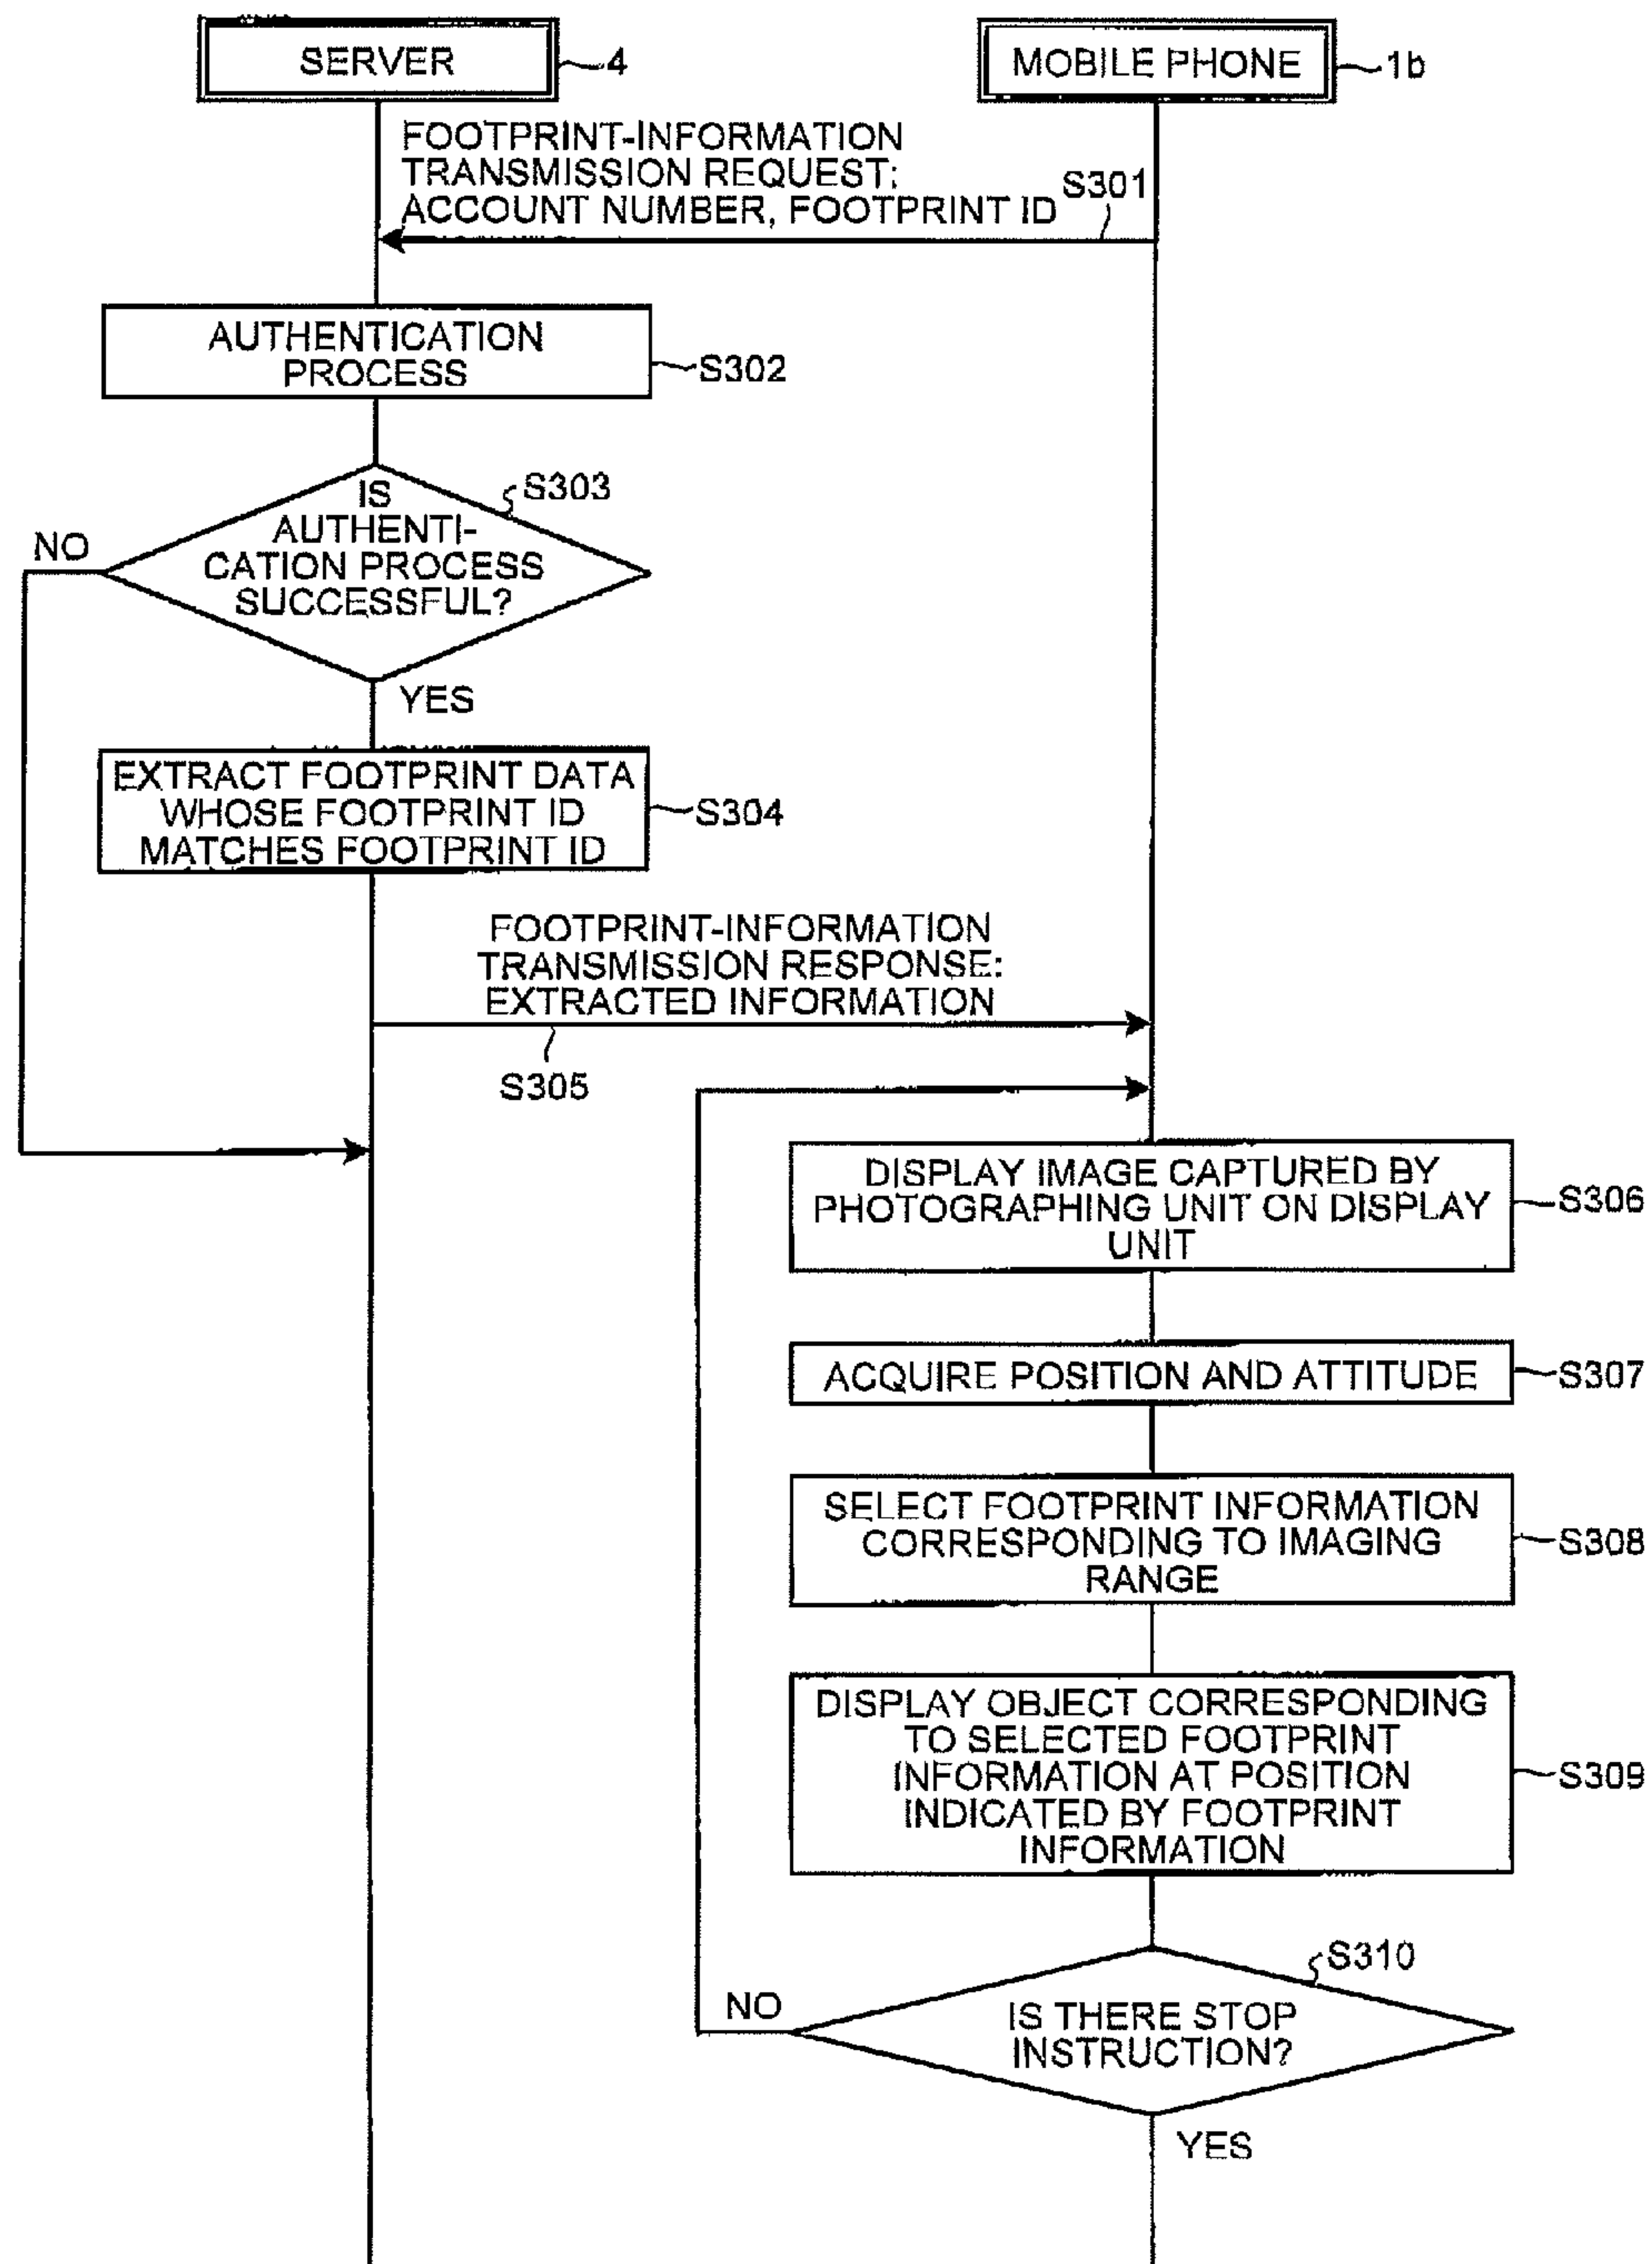 SERVER
4
MOBILE PHONE
1b
FOOTPRINT-INFORMATION
TRANSMISSION REQUEST:
ACCOUNT NUMBER, FOOTPRINT ID
S301
AUTHENTICATION
PROCESS
S302
S303
IS
AUTHENTI-
CATION PROCESS
SUCCESSFUL?
NO
YES
EXTRACT FOOTPRINT DATA
WHOSE FOOTPRINT ID
MATCHES FOOTPRINT ID
S304
FOOTPRINT-INFORMATION
TRANSMISSION RESPONSE:
EXTRACTED INFORMATION
S305
DISPLAY IMAGE CAPTURED BY
PHOTOGRAPHING UNIT ON DISPLAY
UNIT
S306
ACQUIRE POSITION AND ATTITUDE
S307
SELECT FOOTPRINT INFORMATION
CORRESPONDING TO IMAGING
RANGE
S308
DISPLAY OBJECT CORRESPONDING
TO SELECTED FOOTPRINT
INFORMATION AT POSITION
INDICATED BY FOOTPRINT
INFORMATION
S309
S310
NO
IS THERE STOP
INSTRUCTION?
YES